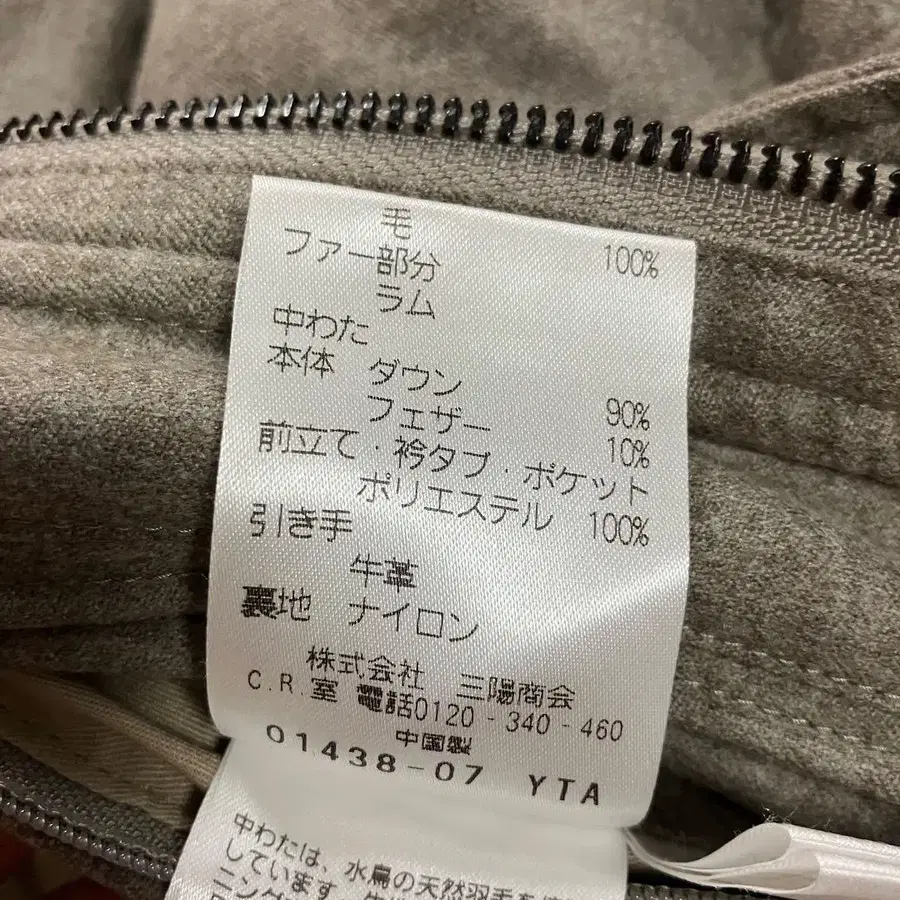 毛 100%
ファー部分
ラム
中わた
本体 ダウン 90%
フェザー 10%
前立て・衿タブ・ポケット
ポリエステル 100%
引き手
牛革
裏地 ナイロン
株式会社 三陽商会
C.R.室 電話0120-340-460
中国製
01438-07 YTA
中わたは、水鳥の天然羽毛を
しています
ニング